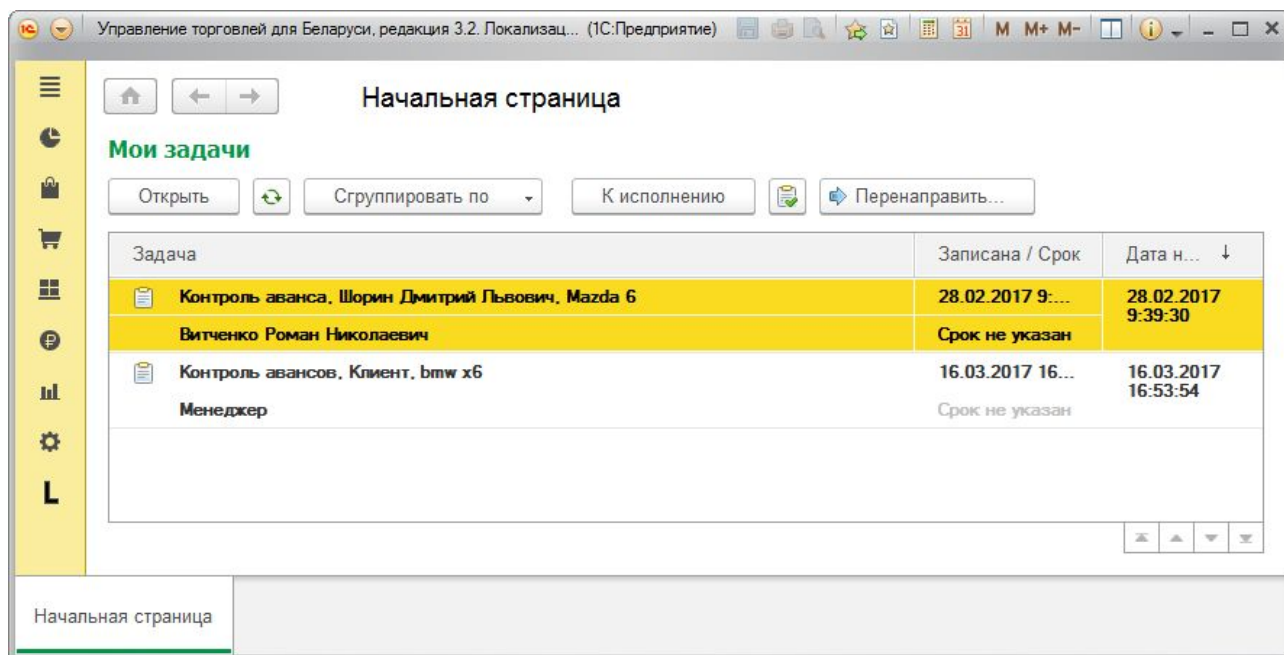 1С Управление торговлей для Беларуси, редакция 3.2. Локализац... (1С:Предприятие) 31 M M+ M-
Начальная страница
Мои задачи
Открыть Сгруппировать по К исполнению Перенаправить...
Задача Записана / Срок Дата н... ↓
Контроль аванса, Шорин Дмитрий Львович, Mazda 6 28.02.2017 9:... 28.02.2017
9:39:30
Витченко Роман Николаевич Срок не указан
Контроль авансов, Клиент, bmw x6 16.03.2017 16... 16.03.2017
16:53:54
Менеджер Срок не указан
L
Начальная страница